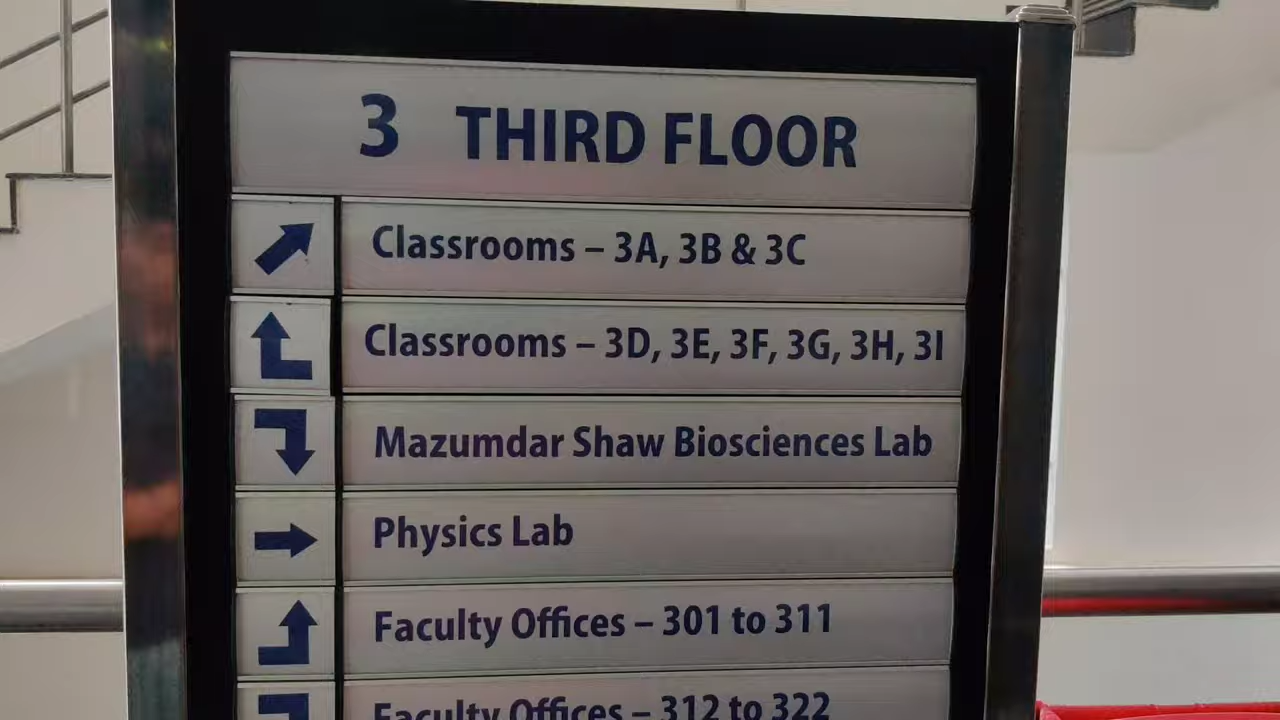 3 THIRD FLOOR
Classrooms – 3A, 3B & 3C
Classrooms – 3D, 3E, 3F, 3G, 3H, 3I
Mazumdar Shaw Biosciences Lab
Physics Lab
Faculty Offices – 301 to 311
Faculty Offices – 312 to 322